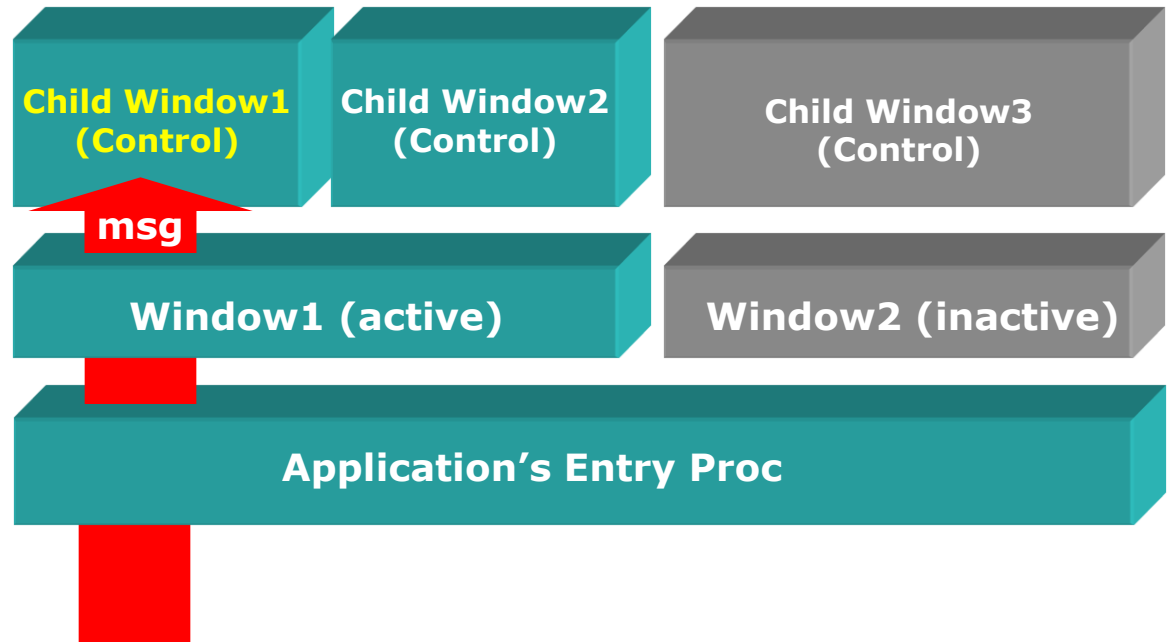 Child Window1
(Control)
Child Window2
(Control)
Child Window3
(Control)
msg
Window1 (active)
Window2 (inactive)
Application’s Entry Proc